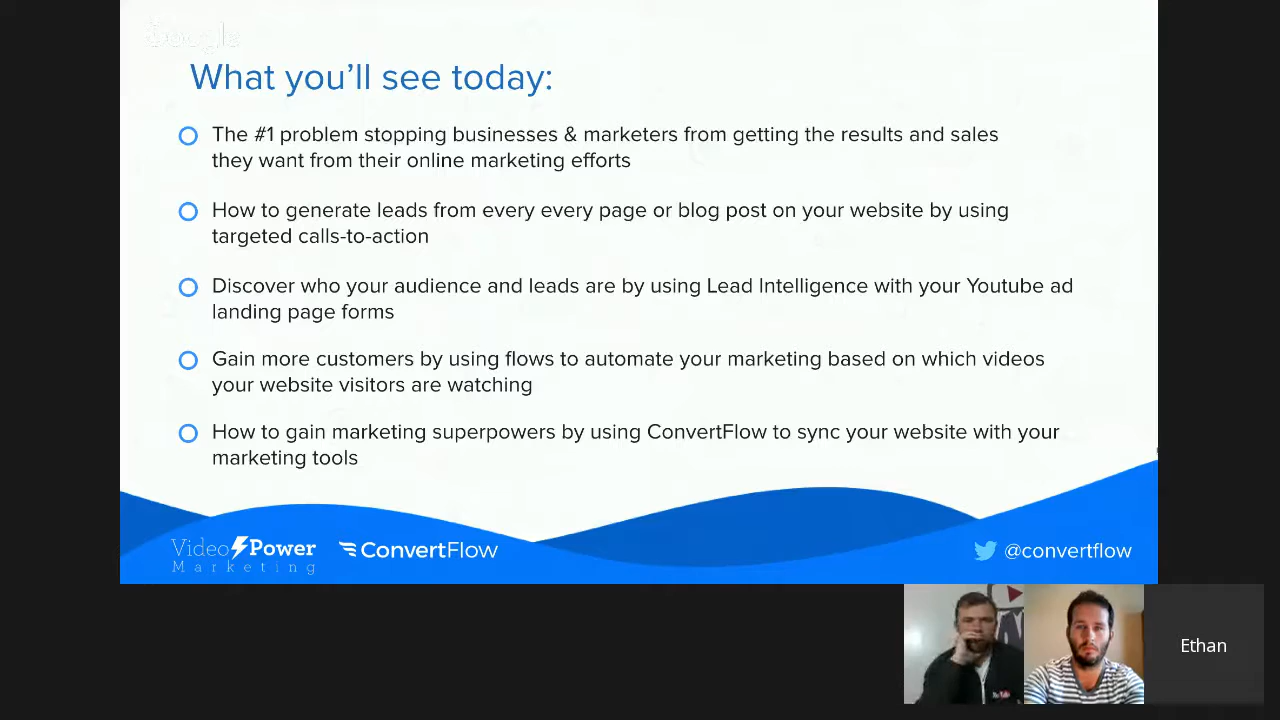 Google
What you'll see today:
The #1 problem stopping businesses & marketers from getting the results and sales
they want from their online marketing efforts
How to generate leads from every every page or blog post on your website by using
targeted calls-to-action
Discover who your audience and leads are by using Lead Intelligence with your Youtube ad
landing page forms
Gain more customers by using flows to automate your marketing based on which videos
your website visitors are watching
How to gain marketing superpowers by using ConvertFlow to sync your website with your
marketing tools
Video Power
Marketing
ConvertFlow
@convertflow
Ethan